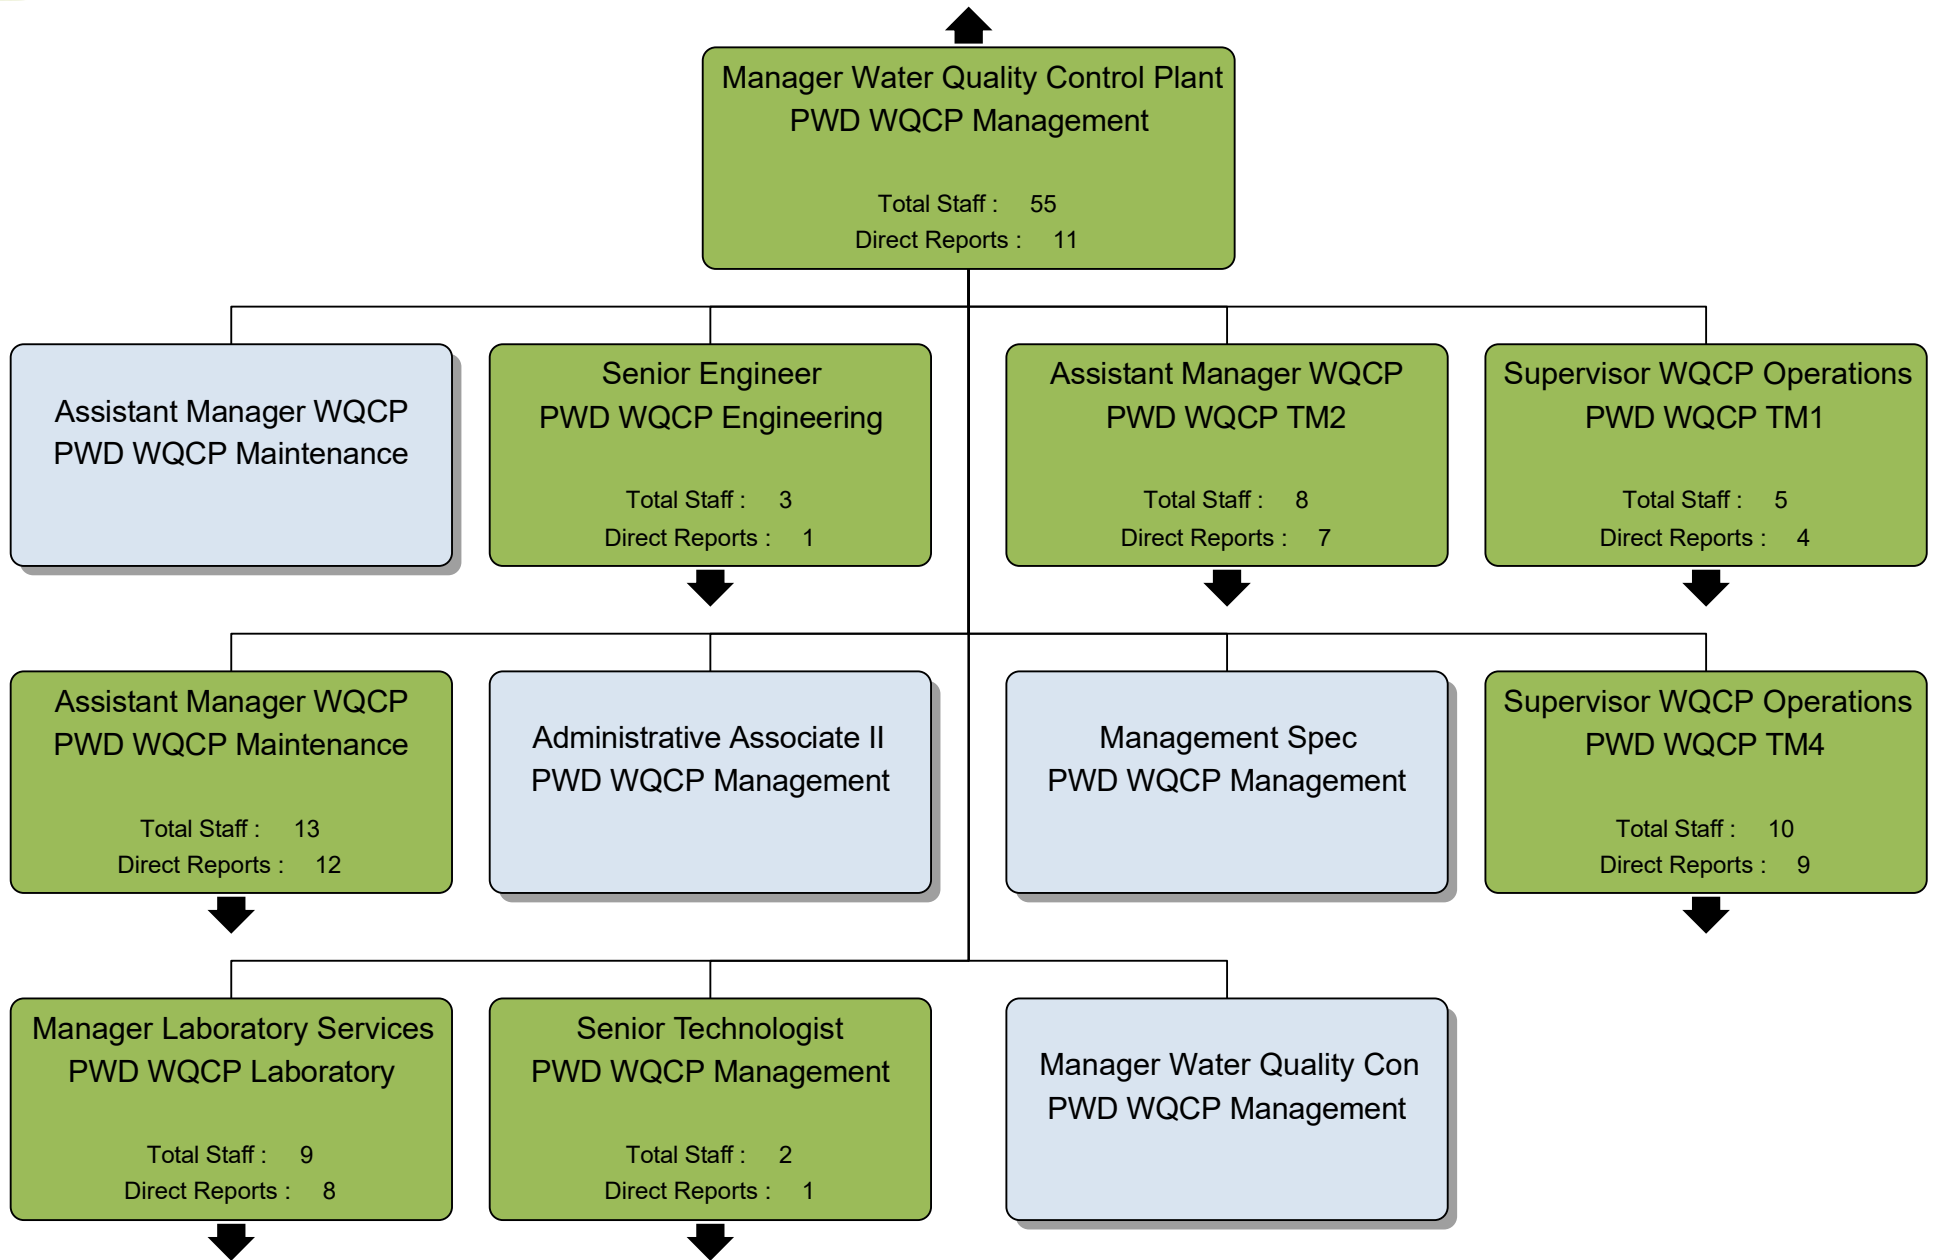 Manager Water Quality Control Plant
PWD WQCP Management
Total Staff : 55
Direct Reports : 11
Assistant Manager WQCP
PWD WQCP Maintenance
Senior Engineer
PWD WQCP Engineering
Total Staff : 3
Direct Reports : 1
Assistant Manager WQCP
PWD WQCP TM2
Total Staff : 8
Direct Reports : 7
Supervisor WQCP Operations
PWD WQCP TM1
Total Staff : 5
Direct Reports : 4
Assistant Manager WQCP
PWD WQCP Maintenance
Total Staff : 13
Direct Reports : 12
Administrative Associate II
PWD WQCP Management
Management Spec
PWD WQCP Management
Supervisor WQCP Operations
PWD WQCP TM4
Total Staff : 10
Direct Reports : 9
Manager Laboratory Services
PWD WQCP Laboratory
Total Staff : 9
Direct Reports : 8
Senior Technologist
PWD WQCP Management
Total Staff : 2
Direct Reports : 1
Manager Water Quality Con
PWD WQCP Management